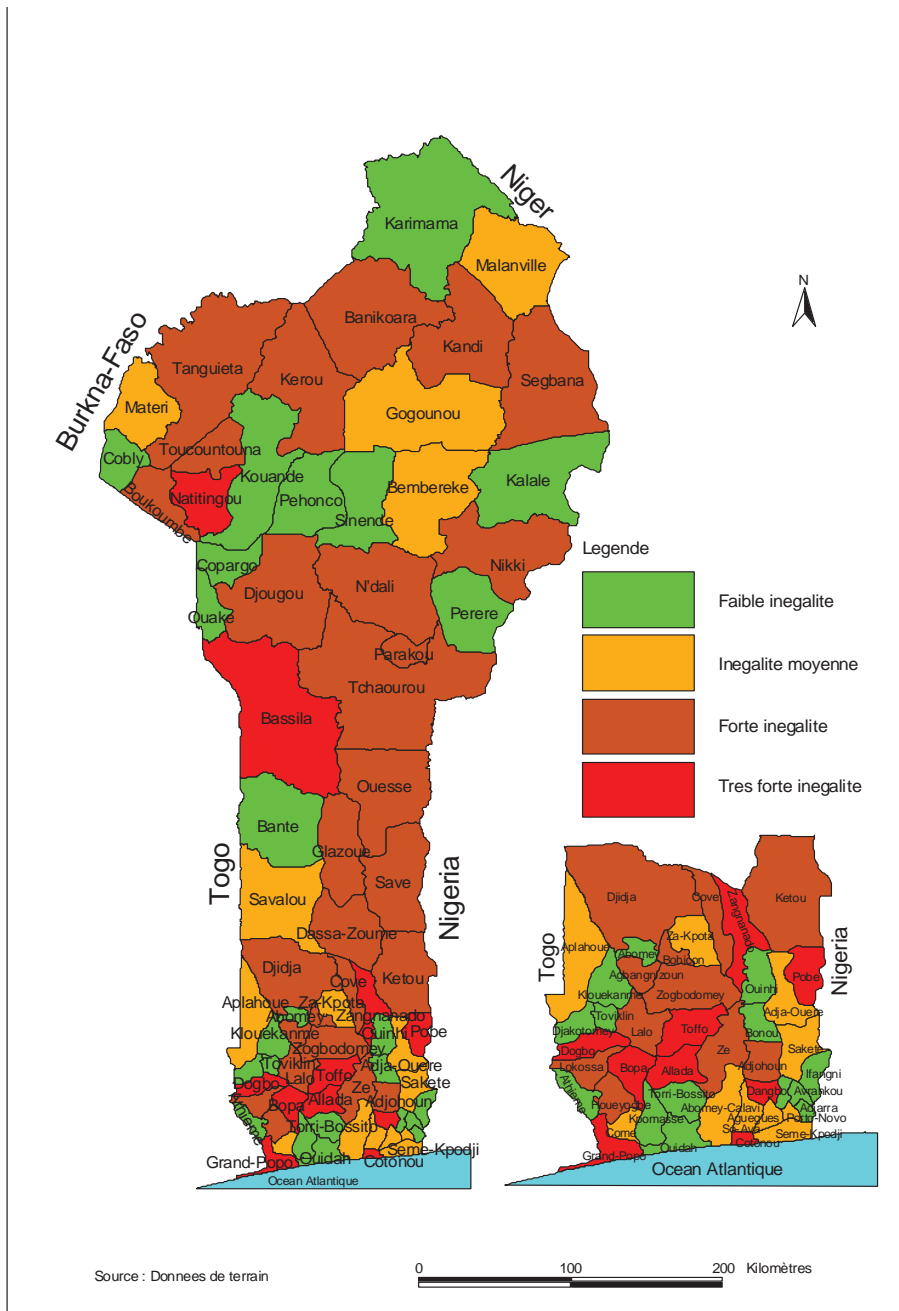 Niger
Karimama
Malanville
N
Burkna-Faso
Banikoara
Kandi
Tanguieta
Kerou
Segbana
Materi
Gogounou
Toucountouna
Cobly
Kouande
Bembereke
Kalale
Natitingou
Pehonco
Boukoumbe
Sinende
Legende
Copargo
Nikki
Djougou
N'dali
Faible inegalite
Ouake
Perere
Parakou
Inegalite moyenne
Tchaourou
Bassila
Forte inegalite
Ouesse
Tres forte inegalite
Bante
Glazoue
Togo
Save
Nigeria
Savalou
Dassa-Zoume
Djidja
Cove
Ketou
Aplahoue
Za-Kpota
Abomey
Zangnanado
Klouekanme
Ouinhi
Pobe
Zogbodomey
Toviklin
Adja-Ouere
Dogbo
Lalo
Toffo
Ze
Sakete
Bopa
Allada
Adjohoun
Athieme
Torri-Bossito
Seme-Kpodji
Grand-Popo
Ouidah
Cotonou
Ocean Atlantique
Djidja
Cove
Zangnanado
Ketou
Togo
Aplahoue
Za-Kpota
Abomey
Bohicon
Nigeria
Agbangnizoun
Pobe
Klouekanme
Zogbodomey
Ouinhi
Toviklin
Adja-Ouere
Djakotomey
Lalo
Toffo
Bonou
Dogbo
Ze
Sakete
Lokossa
Bopa
Allada
Adjohoun
Ifangni
Athieme
Torri-Bossito
Dangbo
Avrankou
Houeyogbe
Abomey-Calavi
Adjarra
Kpomasse
Aguegues
Porto-Novo
Come
So-Ava
Seme-Kpodji
Grand-Popo
Ouidah
Cotonou
Ocean Atlantique
Source : Donnees de terrain
0 100 200 Kilomètres